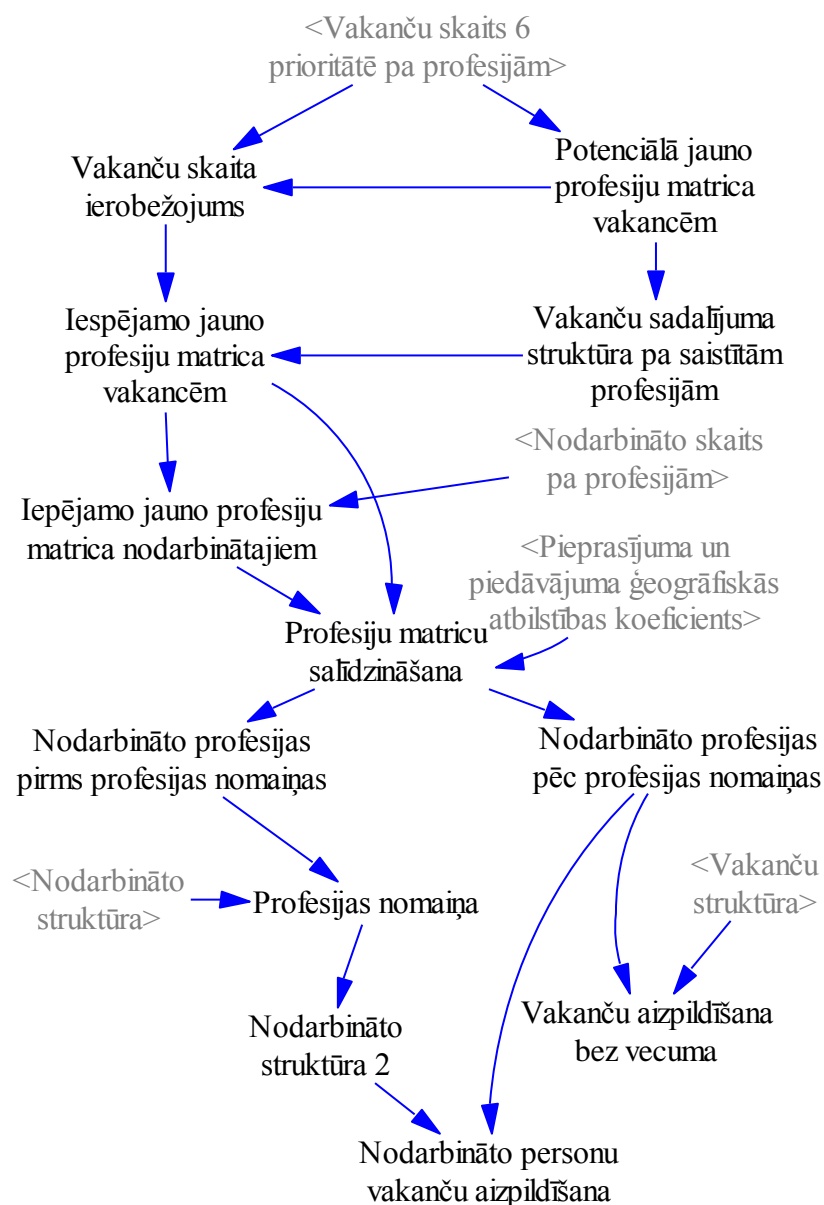 <Vakanču skaits 6
prioritātē pa profesijām>
Vakanču skaita
ierobežojums
Potenciālā jauno
profesiju matrica
vakancēm
Iespējamo jauno
profesiju matrica
vakancēm
Vakanču sadalījuma
struktūra pa saistītām
profesijām
<Nodarbināto skaits
pa profesijām>
Iepējamo jauno profesiju
matrica nodarbinātajiem
<Pieprasījuma un
piedāvājuma ģeogrāfiskās
atbilstības koeficients>
Profesiju matricu
salīdzināšana
Nodarbināto profesijas
pirms profesijas nomaiņas
Nodarbināto profesijas
pēc profesijas nomaiņas
<Nodarbināto
struktūra>
Profesijas nomaiņa
<Vakanču
struktūra>
Nodarbināto
struktūra 2
Vakanču aizpildīšana
bez vecuma
Nodarbināto personu
vakanču aizpildīšana